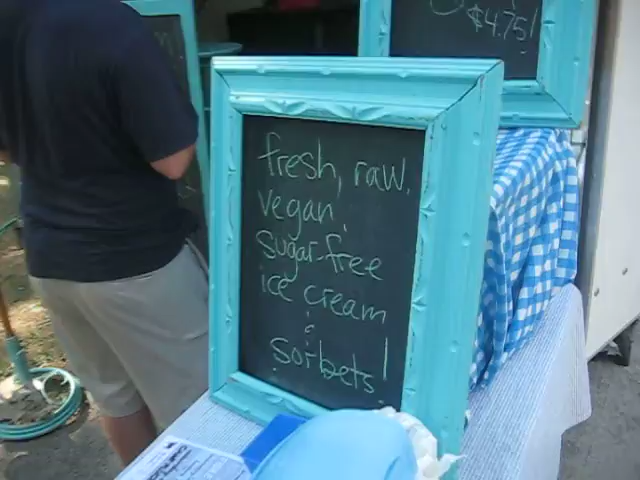 $4.75!
fresh, raw,
vegan,
sugar-free
ice cream
&
sorbets!